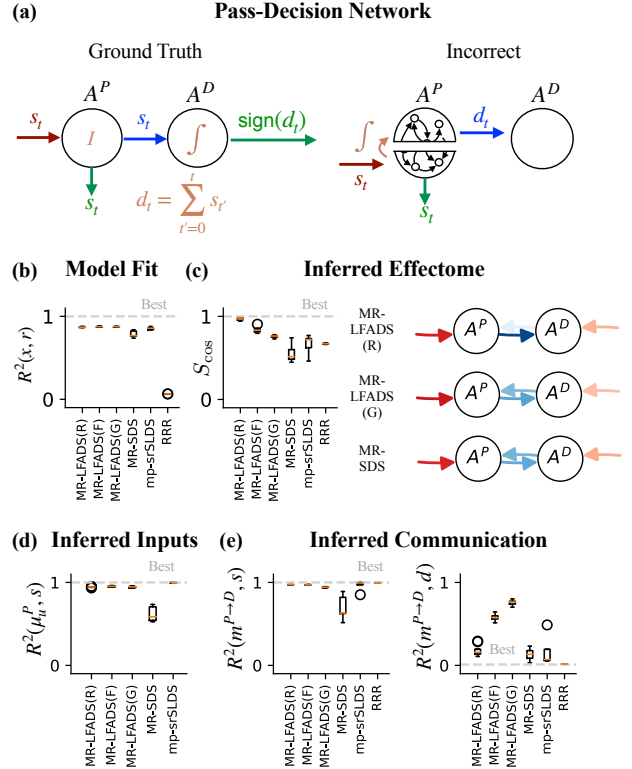 (a) Pass-Decision Network
Ground Truth
Incorrect
A^P
A^D
A^P
A^D
s_t
I
s_t
∫
sign(d_t)
∫
d_t
s_t
s_t
s_t
d_t = \sum_{t'=0}^{t} s_{t'}
(b) Model Fit
(c) Inferred Effectome
Best
R²(x, r)
1
0
MR-LFADS(R)
MR-LFADS(F)
MR-LFADS(G)
MR-SDS
mp-srSLDS
RRR
Best
S_cos
1
0
MR-LFADS(R)
MR-LFADS(F)
MR-LFADS(G)
MR-SDS
mp-srSLDS
RRR
MR-
LFADS
(R)
A^P
A^D
MR-
LFADS
(G)
A^P
A^D
MR-
SDS
A^P
A^D
(d) Inferred Inputs
(e) Inferred Communication
Best
R²(μ_u^P, s)
1
0
MR-LFADS(R)
MR-LFADS(F)
MR-LFADS(G)
MR-SDS
mp-srSLDS
Best
R²(m^{P→D}, s)
1
0
MR-LFADS(R)
MR-LFADS(F)
MR-LFADS(G)
MR-SDS
mp-srSLDS
RRR
R²(m^{P→D}, d)
1
Best
0
MR-LFADS(R)
MR-LFADS(F)
MR-LFADS(G)
MR-SDS
mp-srSLDS
RRR